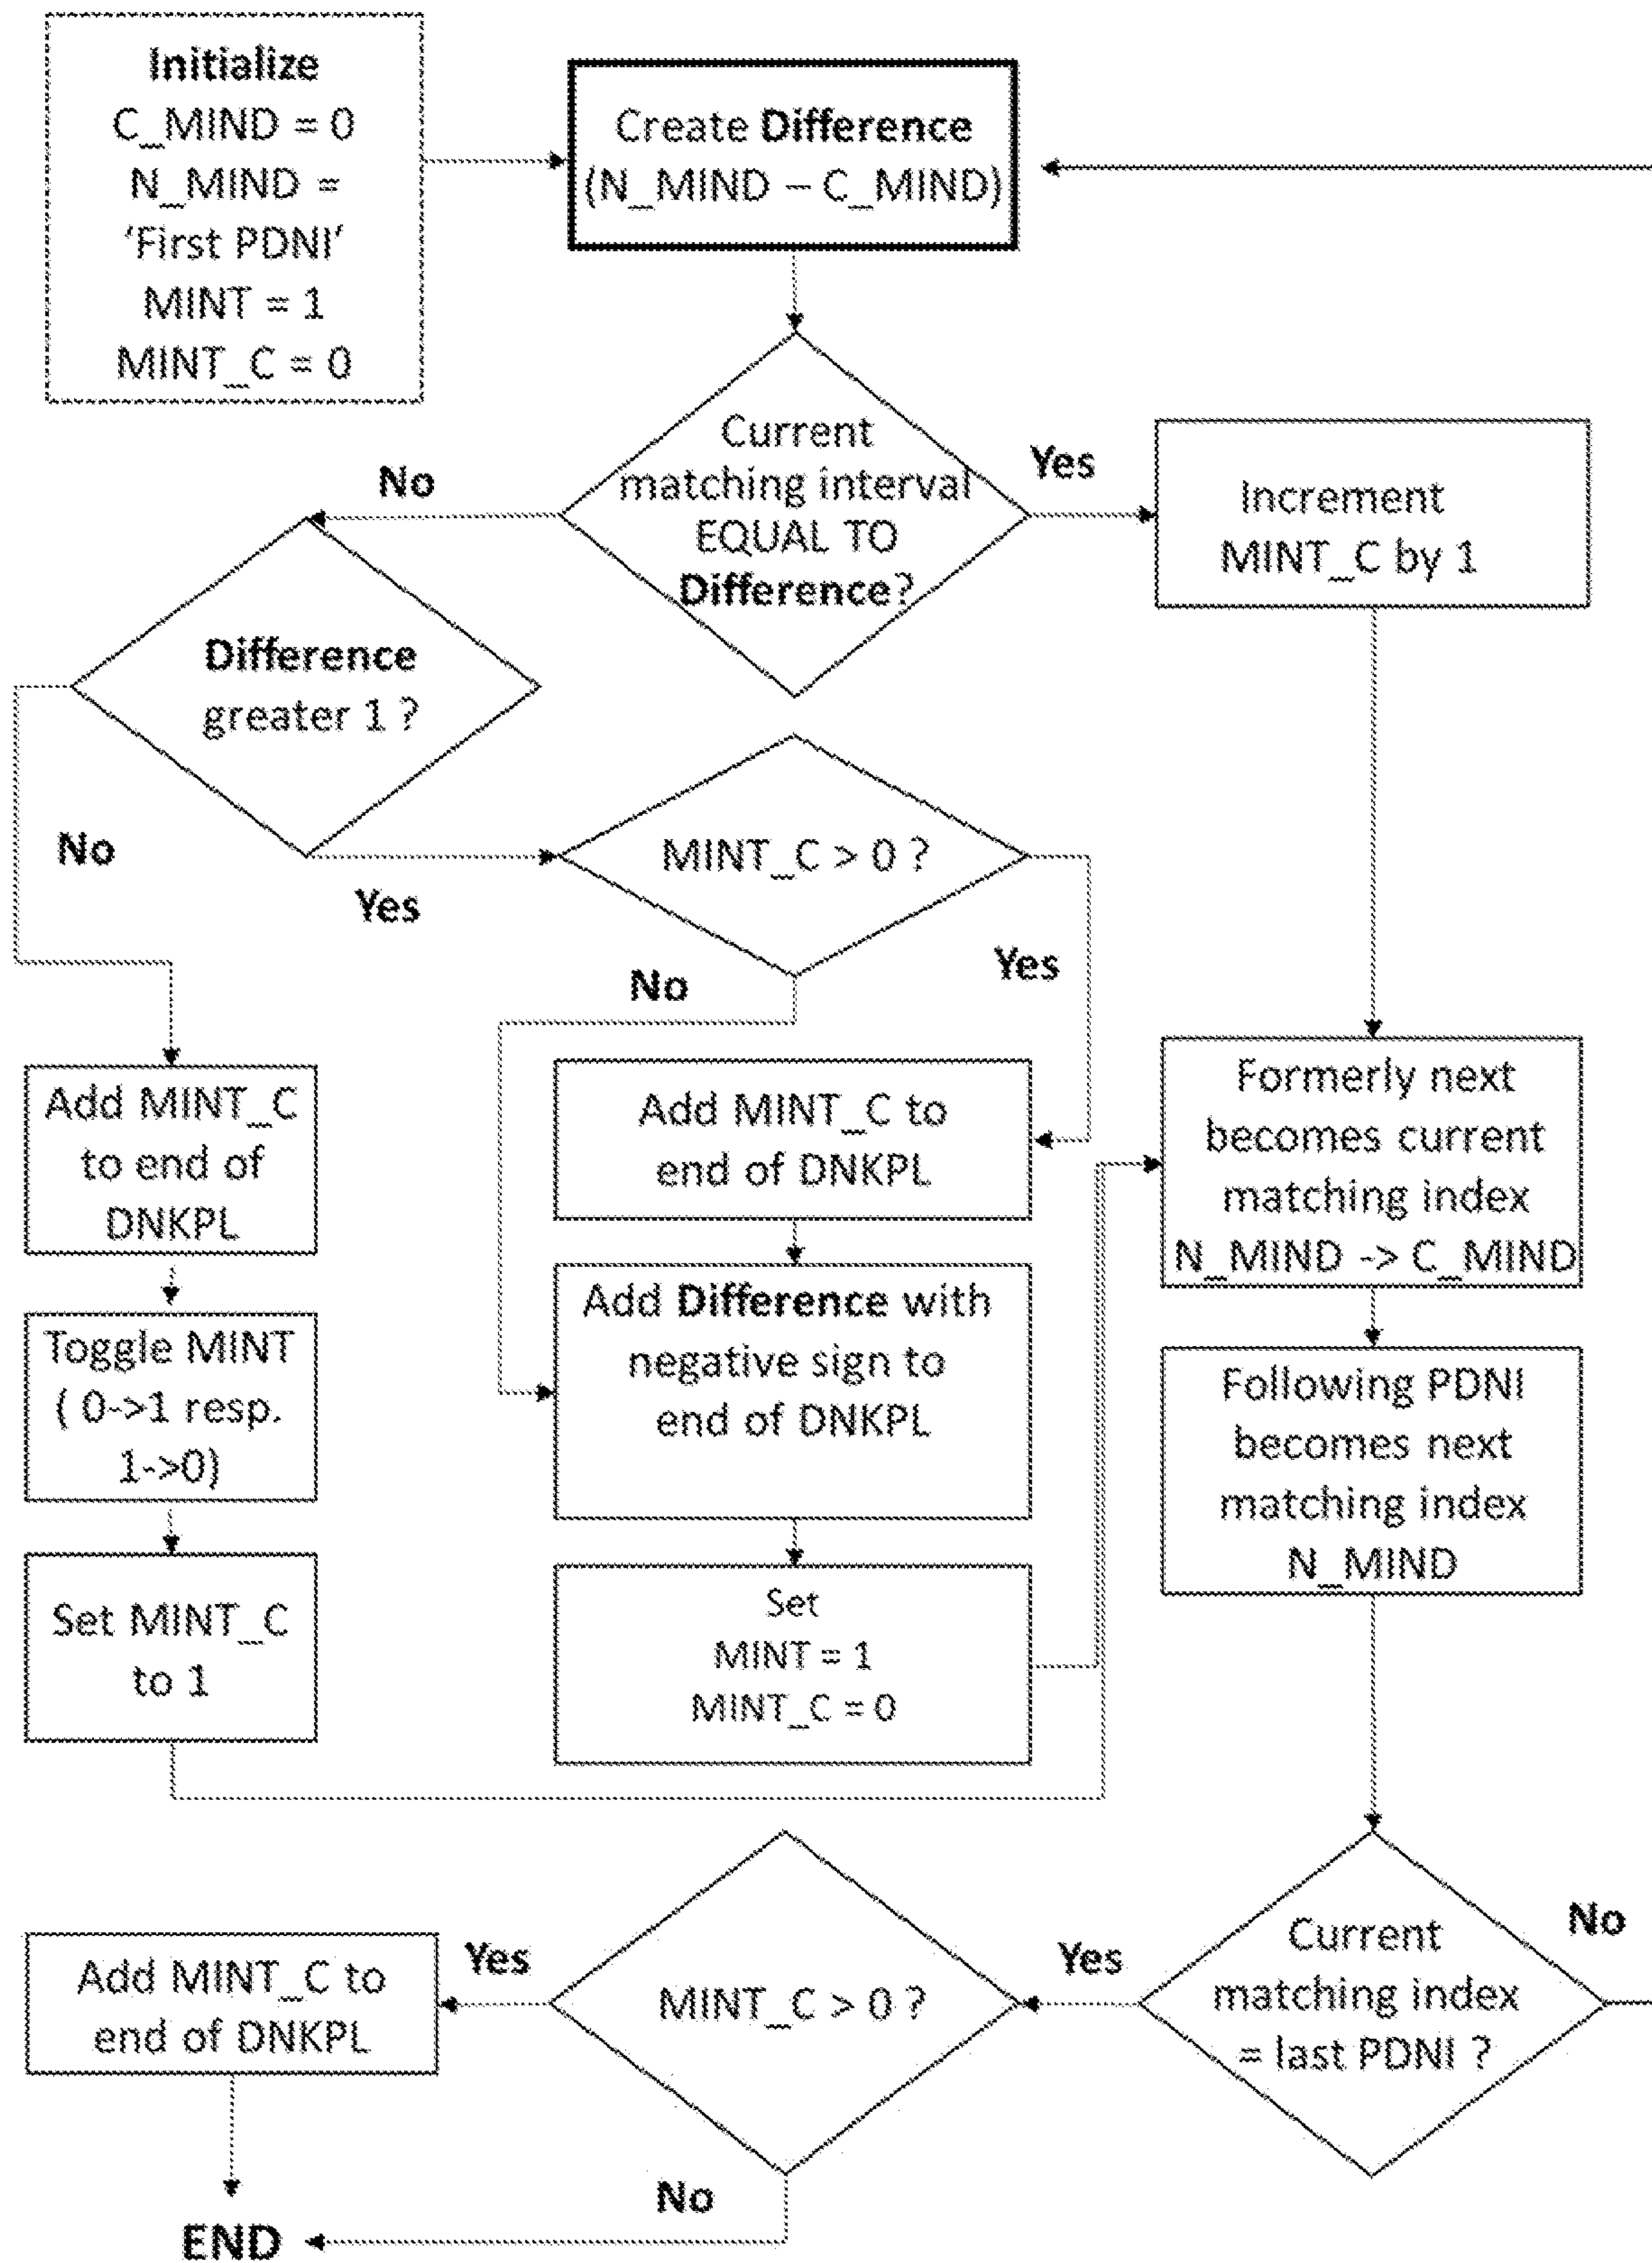 Initialize
C_MIND = 0
N_MIND =
‘First PDNI‘
MINT = 1
MINT_C = 0
Create Difference
(N_MIND – C_MIND)
Current
matching interval
EQUAL TO
Difference?
No
Yes
Increment
MINT_C by 1
Difference
greater 1 ?
No
Yes
MINT_C > 0 ?
No
Yes
Add MINT_C
to end of
DNKPL
Toggle MINT
( 0->1 resp.
1->0)
Set MINT_C
to 1
Add MINT_C to
end of DNKPL
Add Difference with
negative sign to
end of DNKPL
Set
MINT = 1
MINT_C = 0
Formerly next
becomes current
matching index
N_MIND -> C_MIND
Following PDNI
becomes next
matching index
N_MIND
Current
matching index
= last PDNI ?
No
Yes
MINT_C > 0 ?
Yes
No
Add MINT_C to
end of DNKPL
END